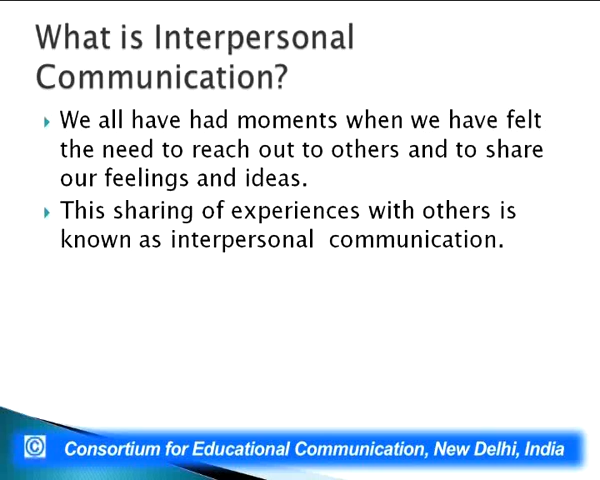 What is Interpersonal
Communication?
We all have had moments when we have felt
the need to reach out to others and to share
our feelings and ideas.
This sharing of experiences with others is
known as interpersonal  communication.
© Consortium for Educational Communication, New Delhi, India